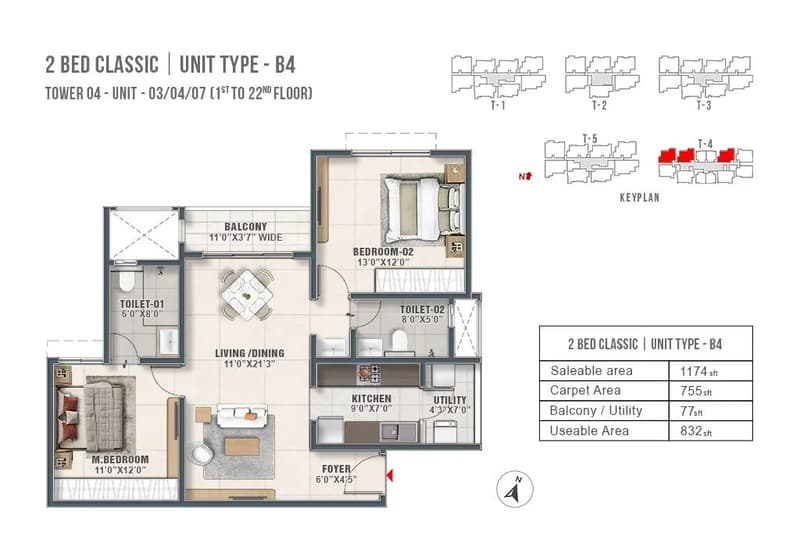 2 BED CLASSIC | UNIT TYPE - B4
TOWER 04 - UNIT - 03/04/07 (1ST TO 22ND FLOOR)
T-1
T-2
T-3
T-5
T-4
N
KEYPLAN
BALCONY
11'0"X3'7" WIDE
BEDROOM-02
13'0"X12'0"
TOILET-01
6'0"X8'0"
TOILET-02
8'0"X5'0"
LIVING /DINING
11'0"X21'3"
KITCHEN
9'0"X7'0"
UTILITY
4'3"X7'0"
M.BEDROOM
11'0"X12'0"
FOYER
6'0"X4'5"
N
2 BED CLASSIC | UNIT TYPE - B4
Saleable area 1174 sft
Carpet Area 755 sft
Balcony / Utility 77 sft
Useable Area 832 sft